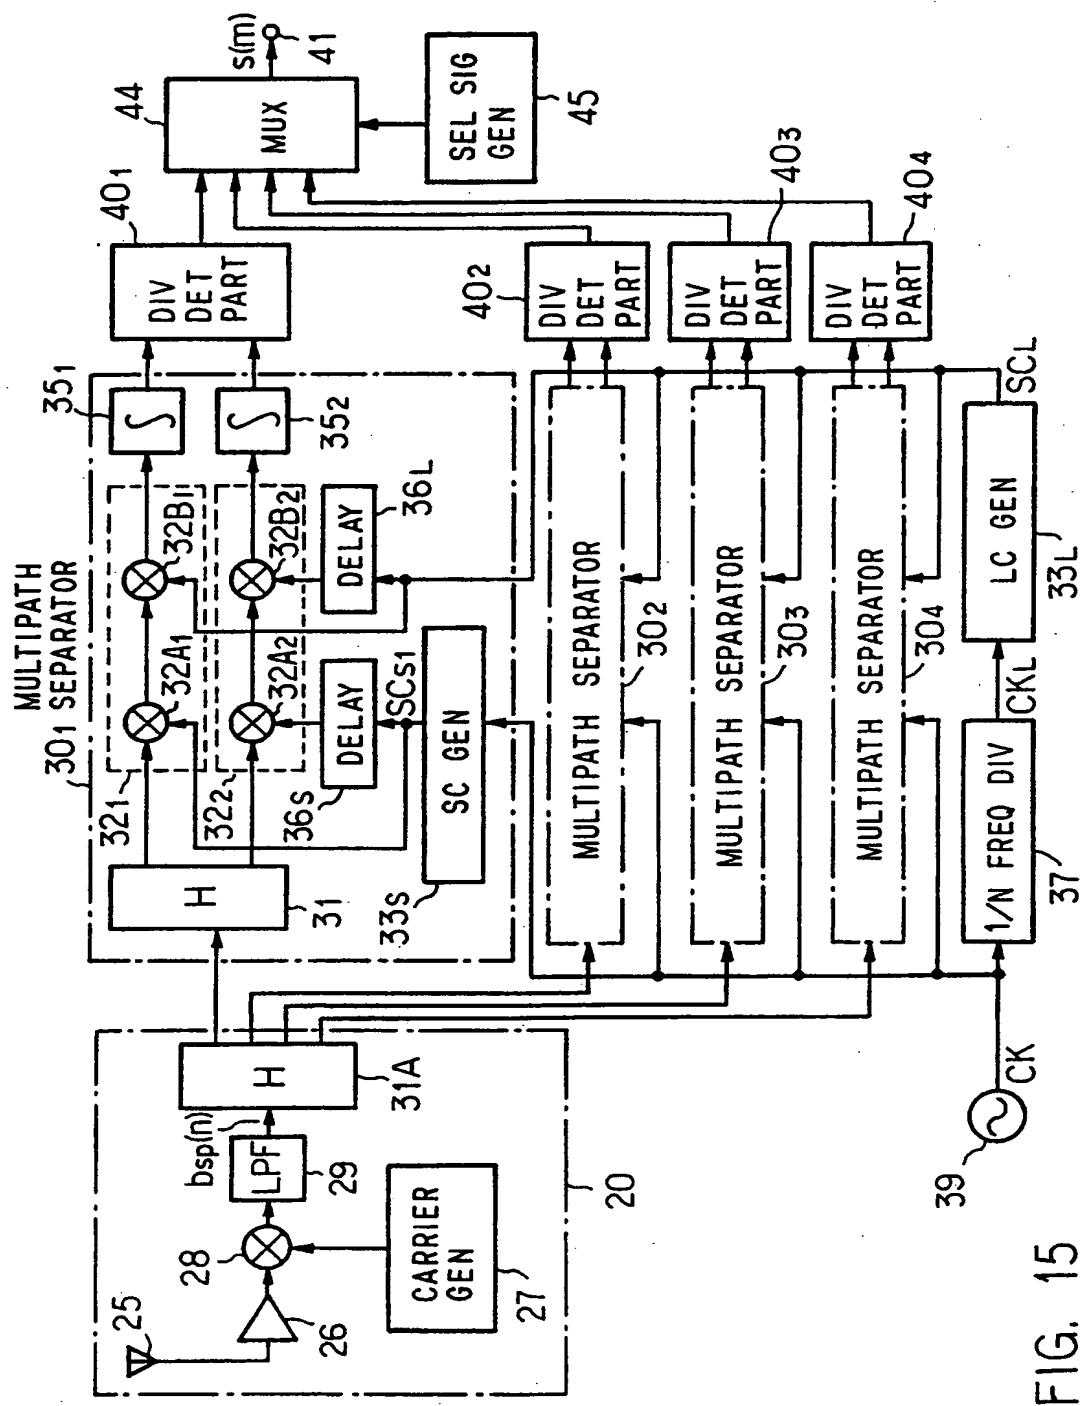 25
26
28
CARRIER
GEN
27
LPF
29
bsp(n)
H
31A
20
MULTIPATH
SEPARATOR
301
H
31
321
322
32A1
32A2
32B1
32B2
351
352
DELAY
36S
DELAY
36L
SCS1
SC GEN
33S
DIV
DET
PART
401
44
MUX
s(m)
41
SEL SIG
GEN
45
MULTIPATH SEPARATOR
302
DIV
DET
PART
402
MULTIPATH SEPARATOR
303
DIV
DET
PART
403
MULTIPATH SEPARATOR
304
DIV
DET
PART
404
39
CK
1/N FREQ DIV
37
CKL
LC GEN
33L
SCL
FIG. 15